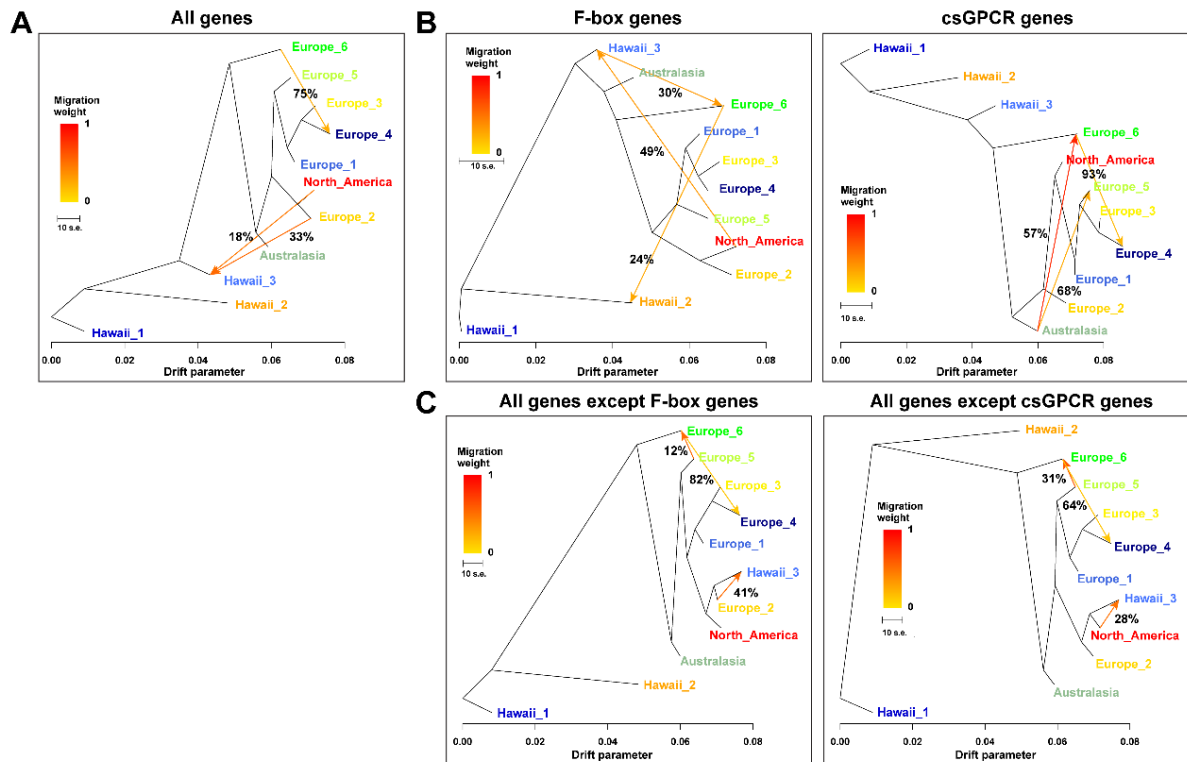 A
All genes
Europe_6
Europe_5
75%
Europe_3
Migration
weight
1
Europe_4
Europe_1
North_America
0
Europe_2
10 s.e.
18%
33%
Australasia
Hawaii_3
Hawaii_2
Hawaii_1
0.00
0.02
0.04
0.06
0.08
Drift parameter
B
F-box genes
Hawaii_3
Migration
weight
1
Australasia
30%
Europe_6
Europe_1
0
49%
10 s.e.
Europe_3
Europe_4
Europe_5
North_America
24%
Europe_2
Hawaii_2
Hawaii_1
0.00
0.02
0.04
0.06
0.08
Drift parameter
csGPCR genes
Hawaii_1
Hawaii_2
Hawaii_3
Europe_6
North_America
93%
Europe_5
Migration
weight
Europe_3
1
57%
Europe_4
Europe_1
68%
0
Europe_2
10 s.e.
Australasia
0.00
0.02
0.04
0.06
0.08
Drift parameter
C
All genes except F-box genes
Europe_6
Migration
weight
12%
Europe_5
1
82%
Europe_3
Europe_4
0
Europe_1
10 s.e.
Hawaii_3
41%
Europe_2
North_America
Australasia
Hawaii_2
Hawaii_1
0.00
0.02
0.04
0.06
0.08
Drift parameter
All genes except csGPCR genes
Hawaii_2
Europe_6
31%
Europe_5
64%
Europe_3
Migration
weight
1
Europe_4
Europe_1
Hawaii_3
0
28%
10 s.e.
North_America
Europe_2
Australasia
Hawaii_1
0.00
0.02
0.04
0.06
0.08
Drift parameter